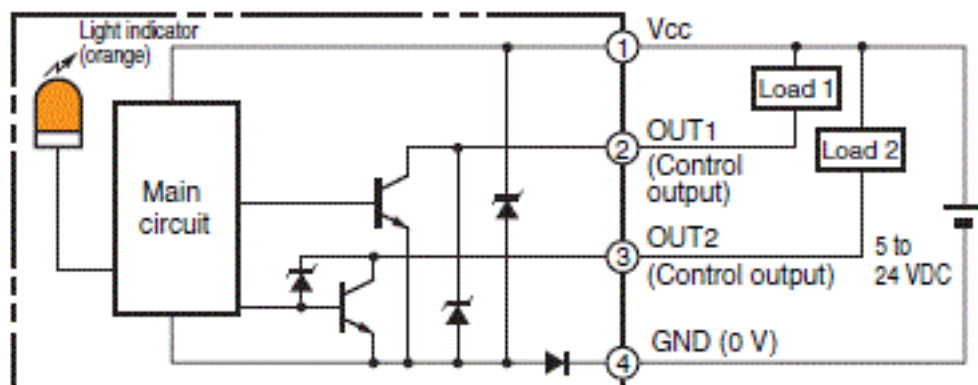 Light indicator
(orange)
Main
circuit
1
Vcc
2
OUT1
(Control
output)
3
OUT2
(Control output)
4
GND (0 V)
Load 1
Load 2
5 to
24 VDC